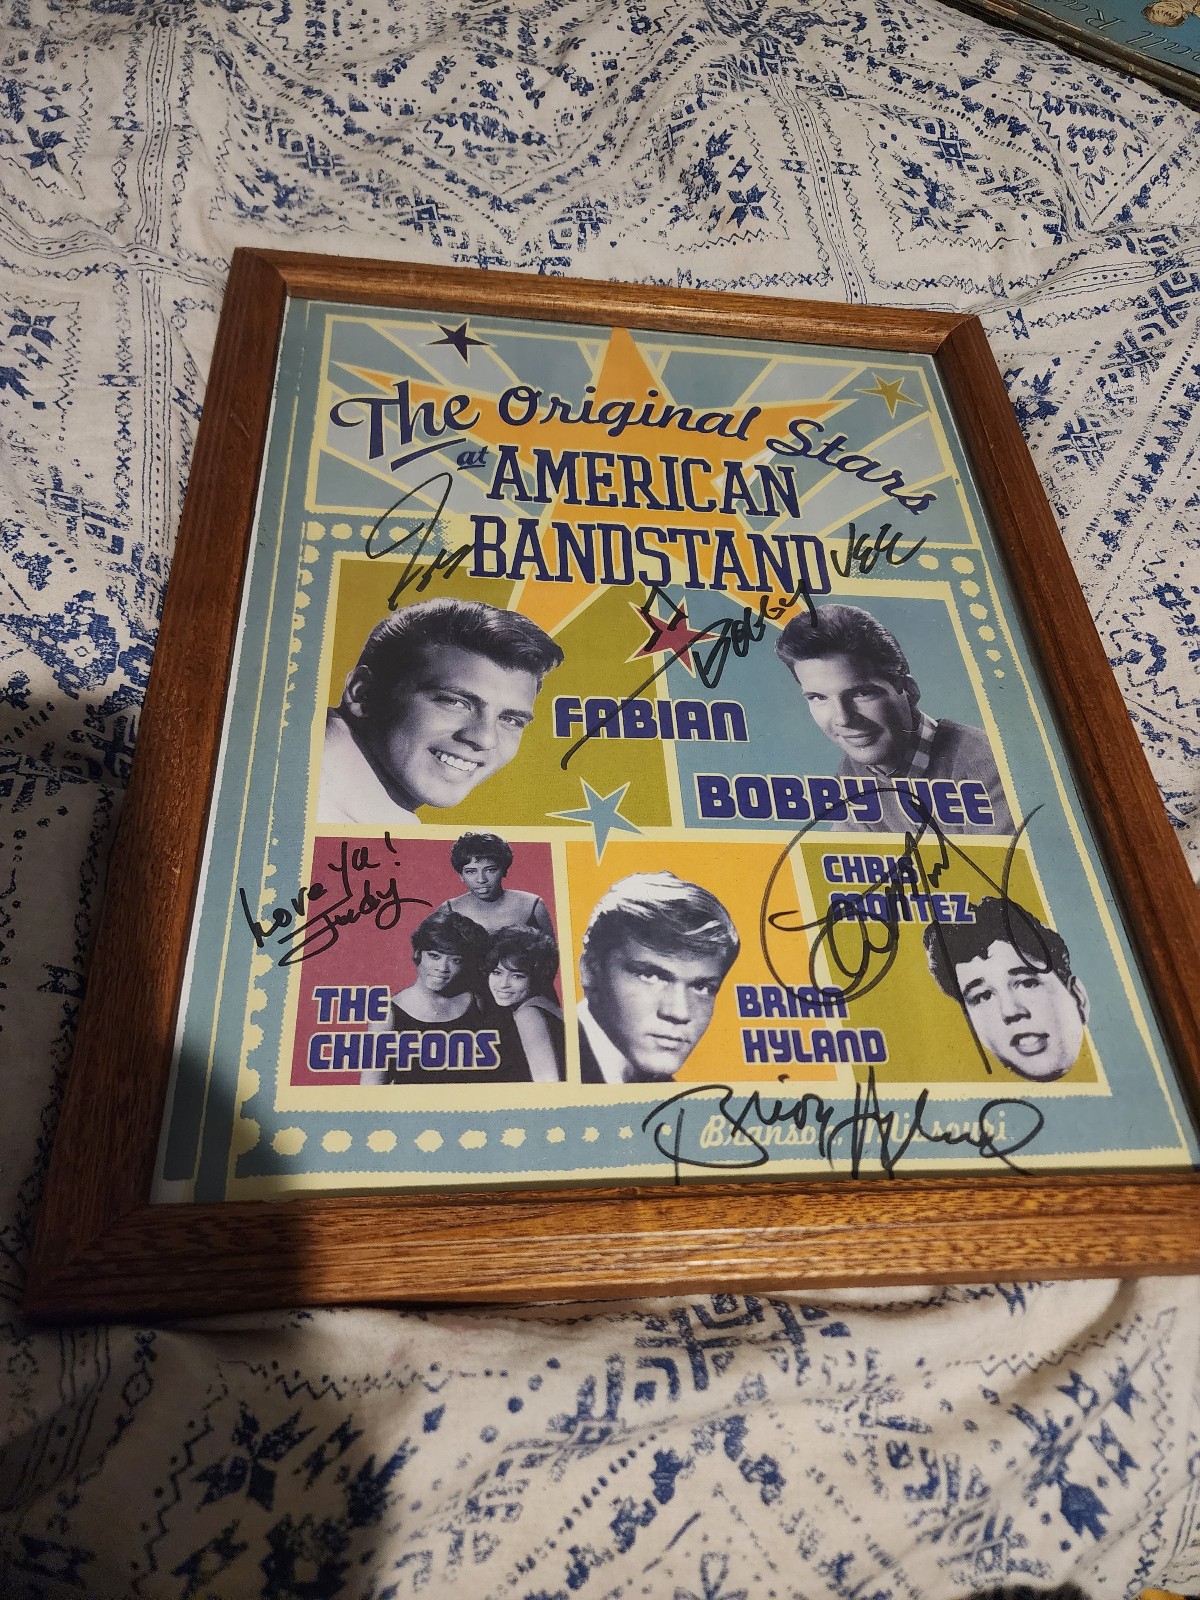 The Original Stars
at AMERICAN
BANDSTAND
BOBBY VEE
FABIAN
BOBBY VEE
Love ya!
Judy
THE
CHIFFONS
BRIAN
HYLAND
CHRIS
MONTEZ
Brian Hyland
Branson, Missouri